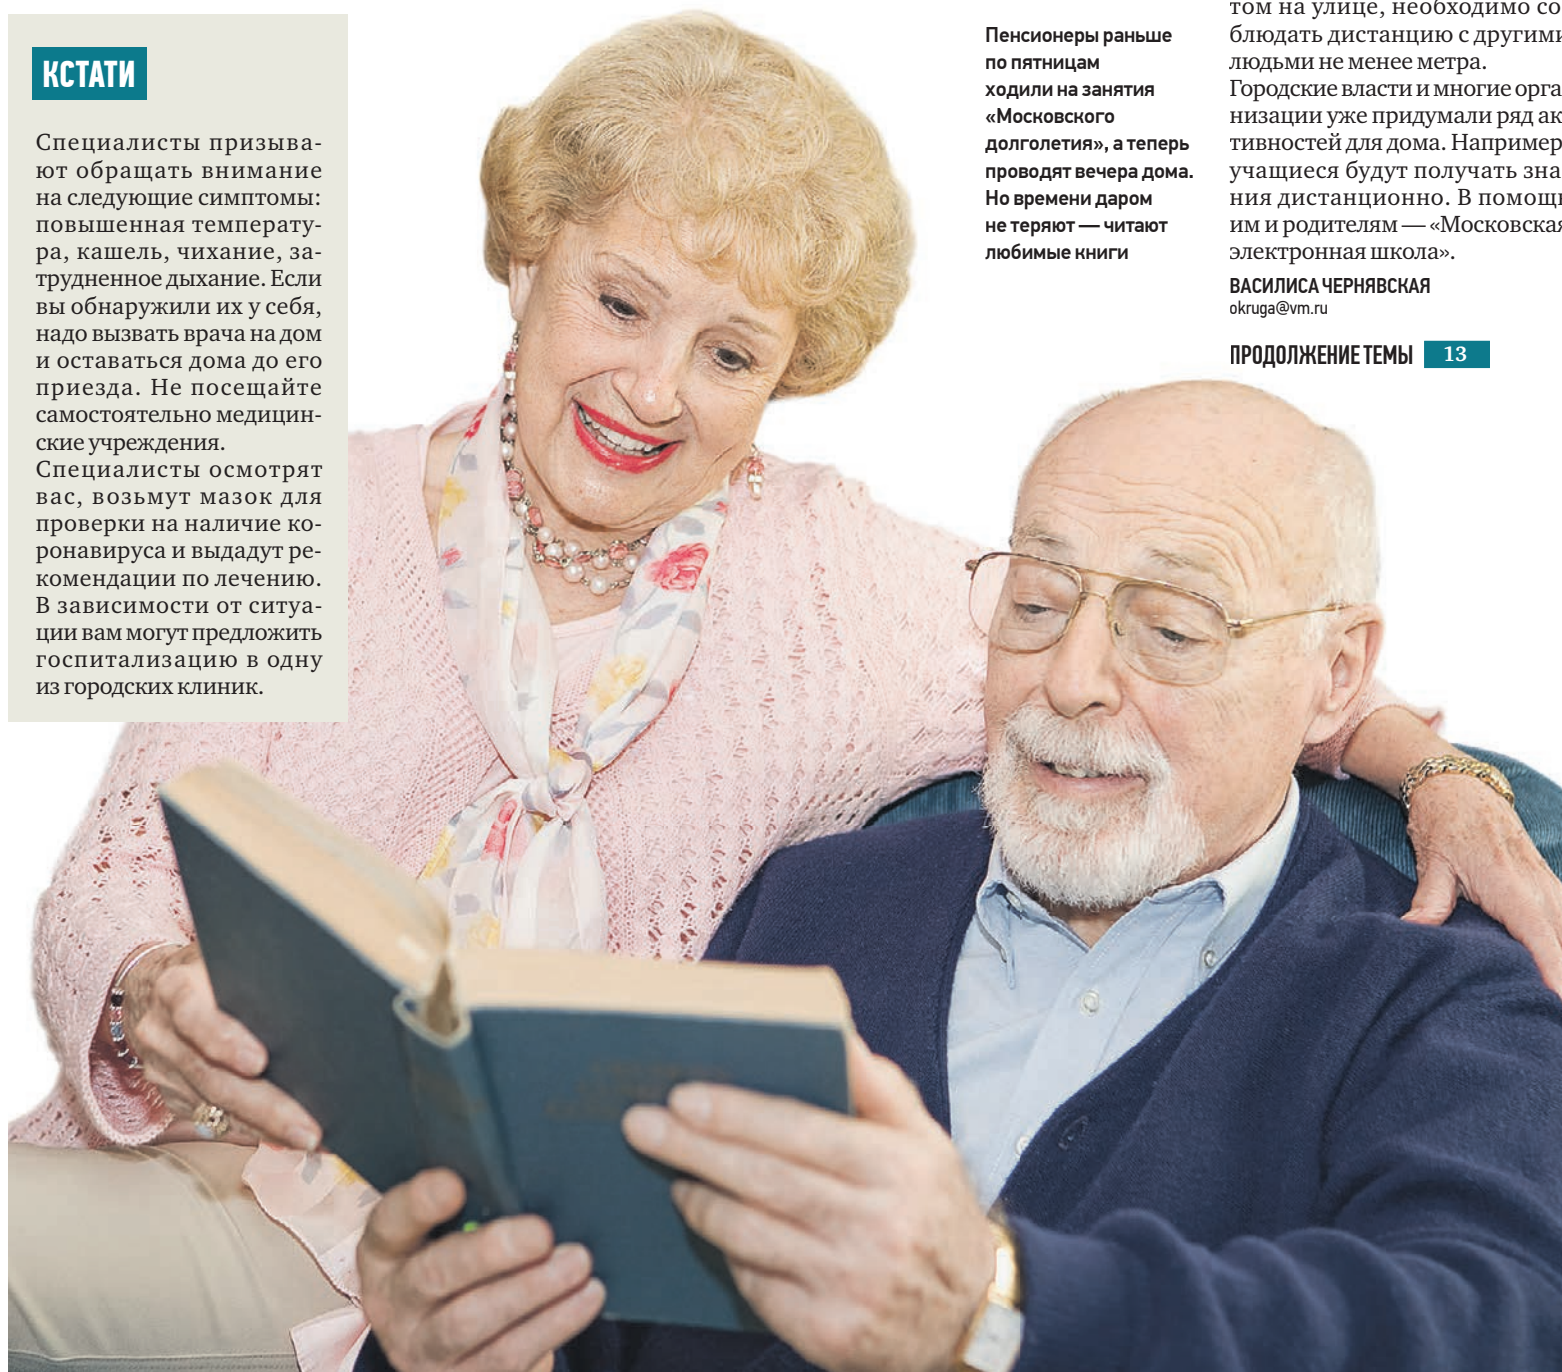 КСТАТИ
Специалисты призыва-
ют обращать внимание
на следующие симптомы:
повышенная температу-
ра, кашель, чихание, за-
трудненное дыхание. Если
вы обнаружили их у себя,
надо вызвать врача на дом
и оставаться дома до его
приезда. Не посещайте
самостоятельно медицин-
ские учреждения.
Специалисты осмотрят
вас, возьмут мазок для
проверки на наличие ко-
ронавируса и выдадут ре-
комендации по лечению.
В зависимости от ситуа-
ции вам могут предложить
госпитализацию в одну
из городских клиник.
Пенсионеры раньше
по пятницам
ходили на занятия
«Московского
долголетия», а теперь
проводят вечера дома.
Но времени даром
не теряют — читают
любимые книги
том на улице, необходимо со
блюдать дистанцию с другими
людьми не менее метра.
Городские власти и многие орга
низации уже придумали ряд ак
тивностей для дома. Например
учащиеся будут получать зна
ния дистанционно. В помощь
им и родителям — «Московская
электронная школа».
ВАСИЛИСА ЧЕРНЯВСКАЯ
okruga@vm.ru
ПРОДОЛЖЕНИЕ ТЕМЫ 13